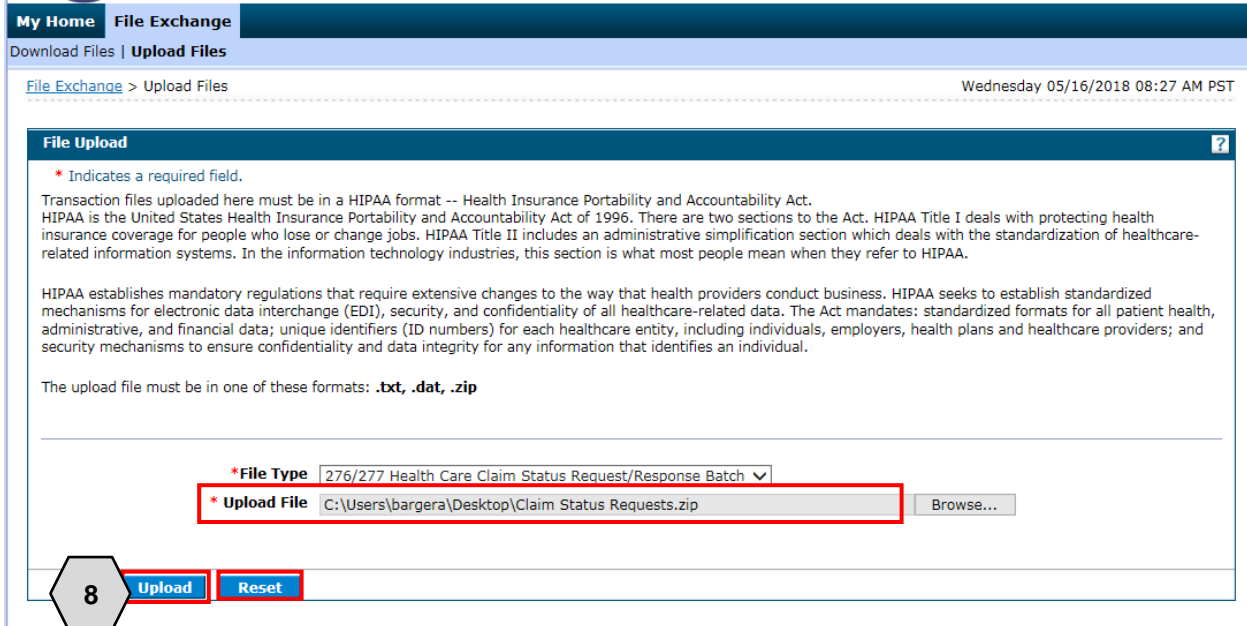 My Home File Exchange
Download Files | Upload Files
File Exchange > Upload Files Wednesday 05/16/2018 08:27 AM PST
File Upload ?
* Indicates a required field.
Transaction files uploaded here must be in a HIPAA format -- Health Insurance Portability and Accountability Act.
HIPAA is the United States Health Insurance Portability and Accountability Act of 1996. There are two sections to the Act. HIPAA Title I deals with protecting health
insurance coverage for people who lose or change jobs. HIPAA Title II includes an administrative simplification section which deals with the standardization of healthcare-
related information systems. In the information technology industries, this section is what most people mean when they refer to HIPAA.
HIPAA establishes mandatory regulations that require extensive changes to the way that health providers conduct business. HIPAA seeks to establish standardized
mechanisms for electronic data interchange (EDI), security, and confidentiality of all healthcare-related data. The Act mandates: standardized formats for all patient health,
administrative, and financial data; unique identifiers (ID numbers) for each healthcare entity, including individuals, employers, health plans and healthcare providers; and
security mechanisms to ensure confidentiality and data integrity for any information that identifies an individual.
The upload file must be in one of these formats: .txt, .dat, .zip
*File Type 276/277 Health Care Claim Status Request/Response Batch
* Upload File C:\Users\bargera\Desktop\Claim Status Requests.zip Browse...
8 Upload Reset